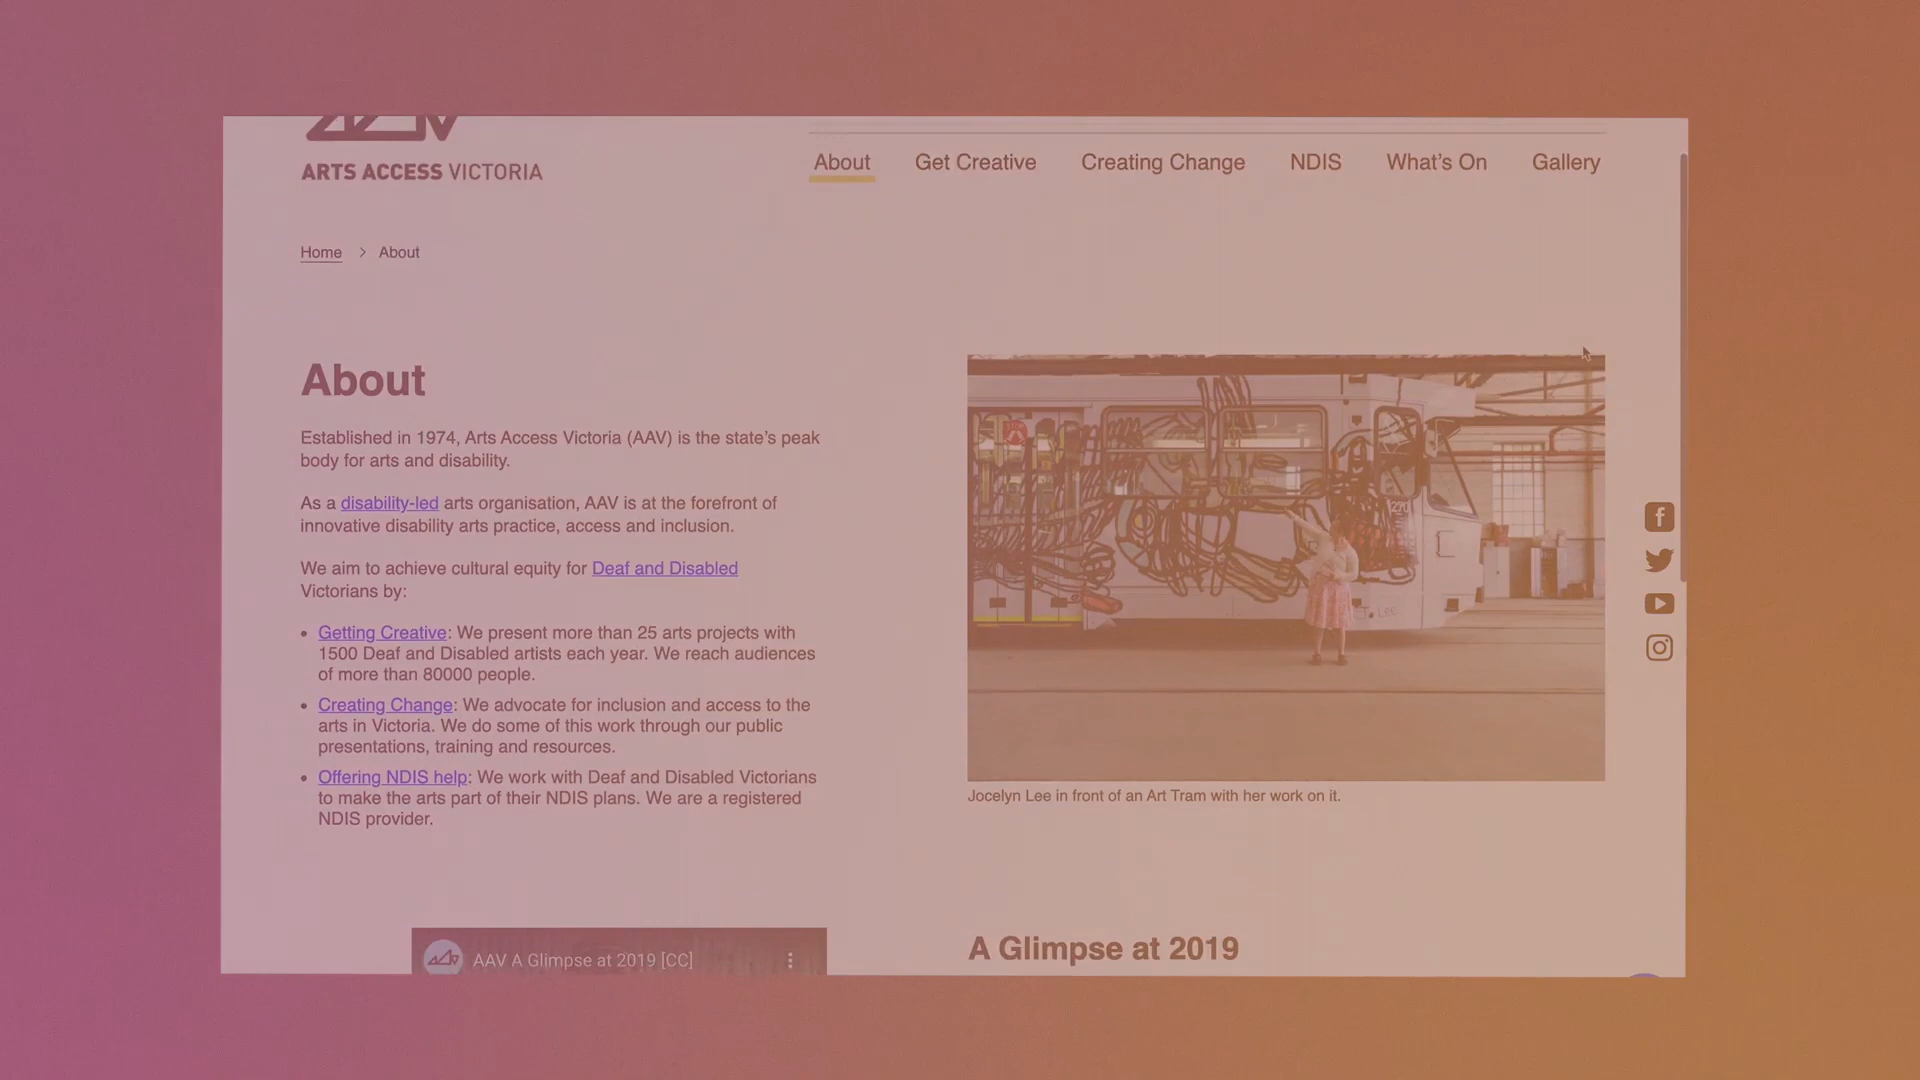 ARTS ACCESS VICTORIA
About Get Creative Creating Change NDIS What's On Gallery
Home > About
About
Established in 1974, Arts Access Victoria (AAV) is the state's peak
body for arts and disability.
As a disability-led arts organisation, AAV is at the forefront of
innovative disability arts practice, access and inclusion.
We aim to achieve cultural equity for Deaf and Disabled
Victorians by:
• Getting Creative: We present more than 25 arts projects with
1500 Deaf and Disabled artists each year. We reach audiences
of more than 80000 people.
• Creating Change: We advocate for inclusion and access to the
arts in Victoria. We do some of this work through our public
presentations, training and resources.
• Offering NDIS help: We work with Deaf and Disabled Victorians
to make the arts part of their NDIS plans. We are a registered
NDIS provider.
270
J. Lee
Jocelyn Lee in front of an Art Tram with her work on it.
AAV A Glimpse at 2019 [CC]
A Glimpse at 2019